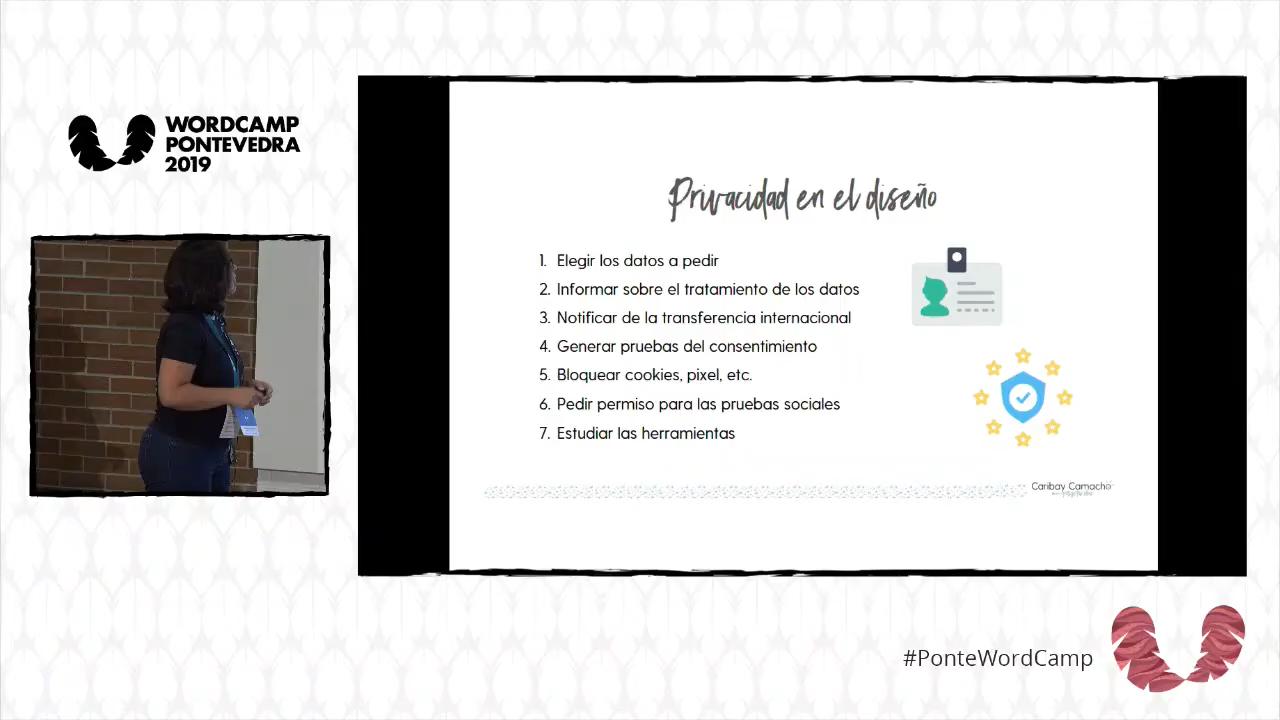 WORDCAMP
PONTEVEDRA
2019
Privacidad en el diseño
1. Elegir los datos a pedir
2. Informar sobre el tratamiento de los datos
3. Notificar de la transferencia internacional
4. Generar pruebas del consentimiento
5. Bloquear cookies, pixel, etc.
6. Pedir permiso para las pruebas sociales
7. Estudiar las herramientas
Caribay Camacho
#PonteWordCamp